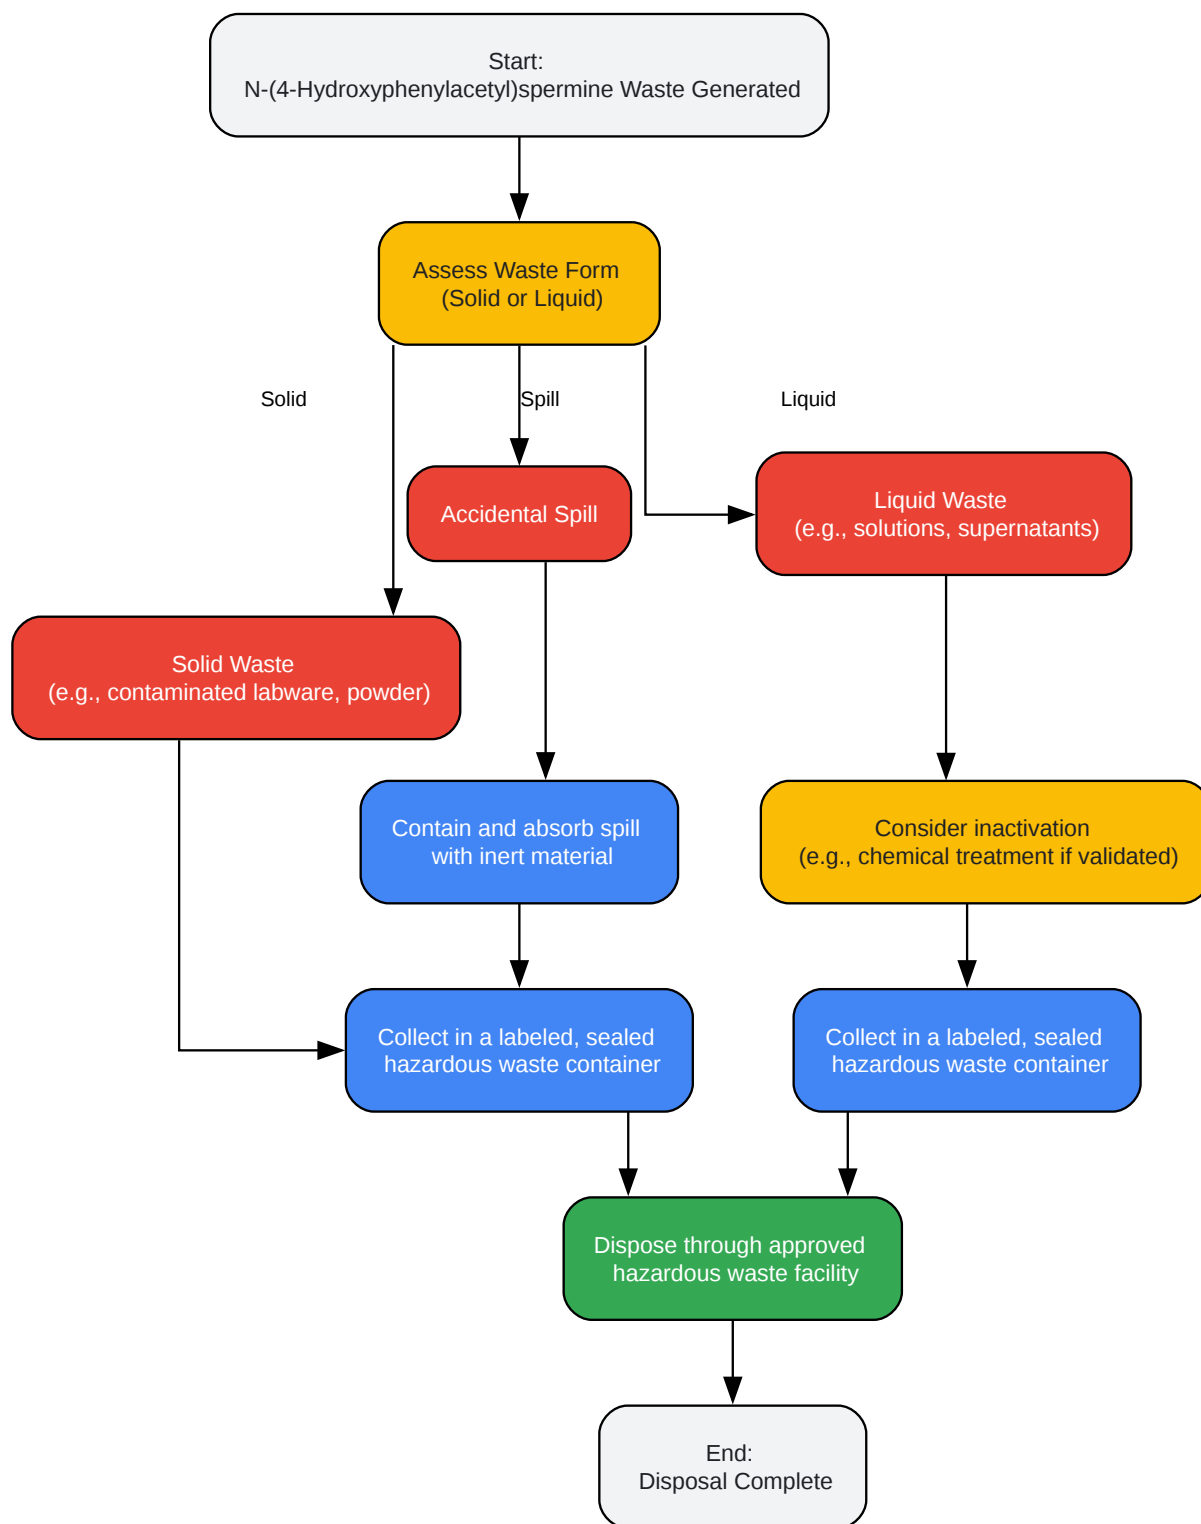 Start:
N-(4-Hydroxyphenylacetyl)spermine Waste Generated
Assess Waste Form
(Solid or Liquid)
Solid
Spill
Liquid
Accidental Spill
Liquid Waste
(e.g., solutions, supernatants)
Solid Waste
(e.g., contaminated labware, powder)
Contain and absorb spill
with inert material
Consider inactivation
(e.g., chemical treatment if validated)
Collect in a labeled, sealed
hazardous waste container
Collect in a labeled, sealed
hazardous waste container
Dispose through approved
hazardous waste facility
End:
Disposal Complete